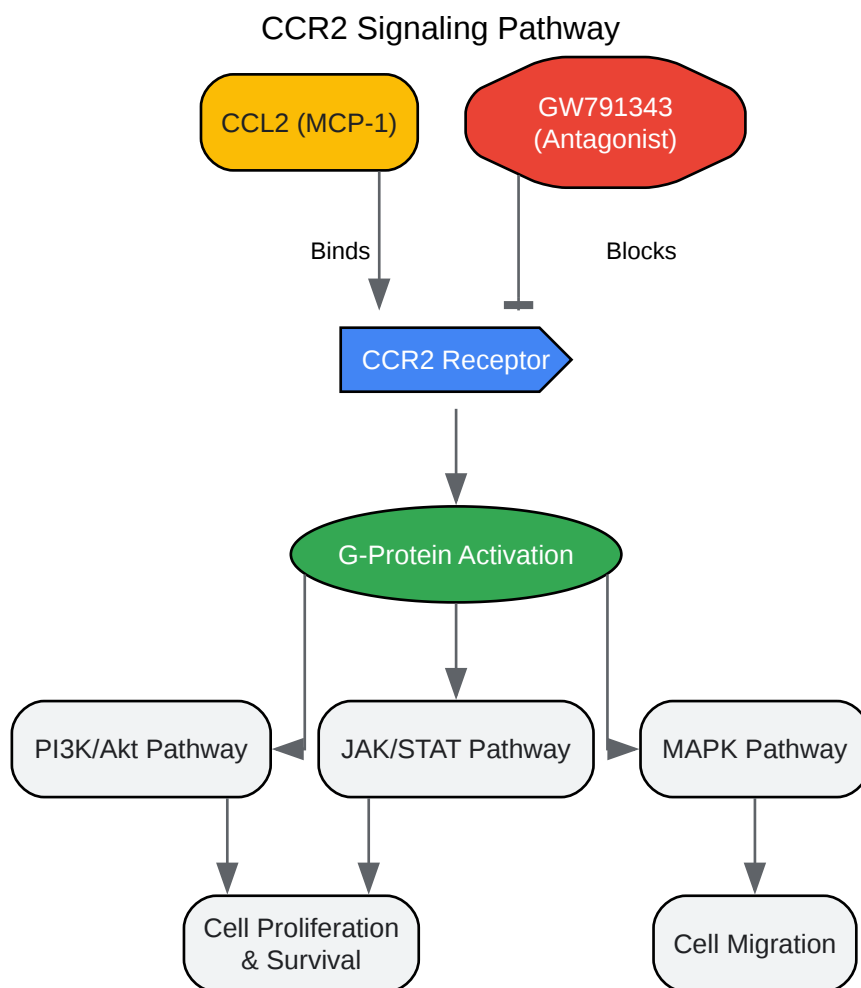 CCR2 Signaling Pathway
CCL2 (MCP-1)
GW791343
(Antagonist)
Binds
Blocks
CCR2 Receptor
G-Protein Activation
PI3K/Akt Pathway
JAK/STAT Pathway
MAPK Pathway
Cell Proliferation
& Survival
Cell Migration